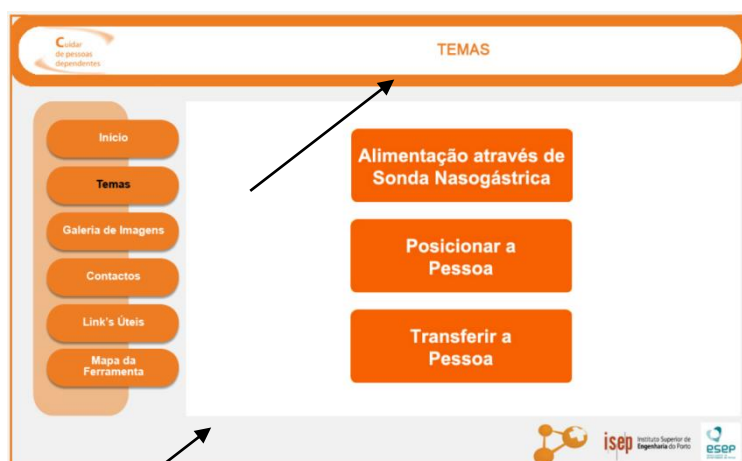 Cuidar
de pessoas
dependentes
TEMAS
Início
Temas
Galeria de Imagens
Contactos
Link's Úteis
Mapa da
Ferramenta
Alimentação através de
Sonda Nasogástrica
Posicionar a
Pessoa
Transferir a
Pessoa
isep Instituto Superior de
Engenharia do Porto
esep